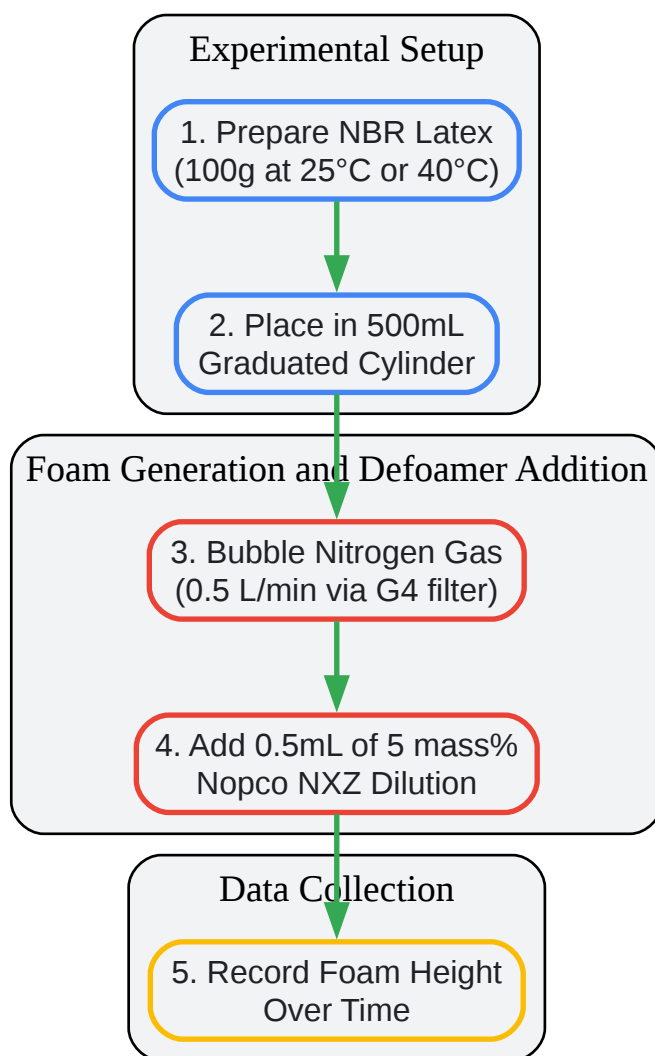 Experimental Setup
1. Prepare NBR Latex
(100g at 25°C or 40°C)
2. Place in 500mL
Graduated Cylinder
Foam Generation and Defoamer Addition
3. Bubble Nitrogen Gas
(0.5 L/min via G4 filter)
4. Add 0.5mL of 5 mass%
Nopco NXZ Dilution
Data Collection
5. Record Foam Height
Over Time